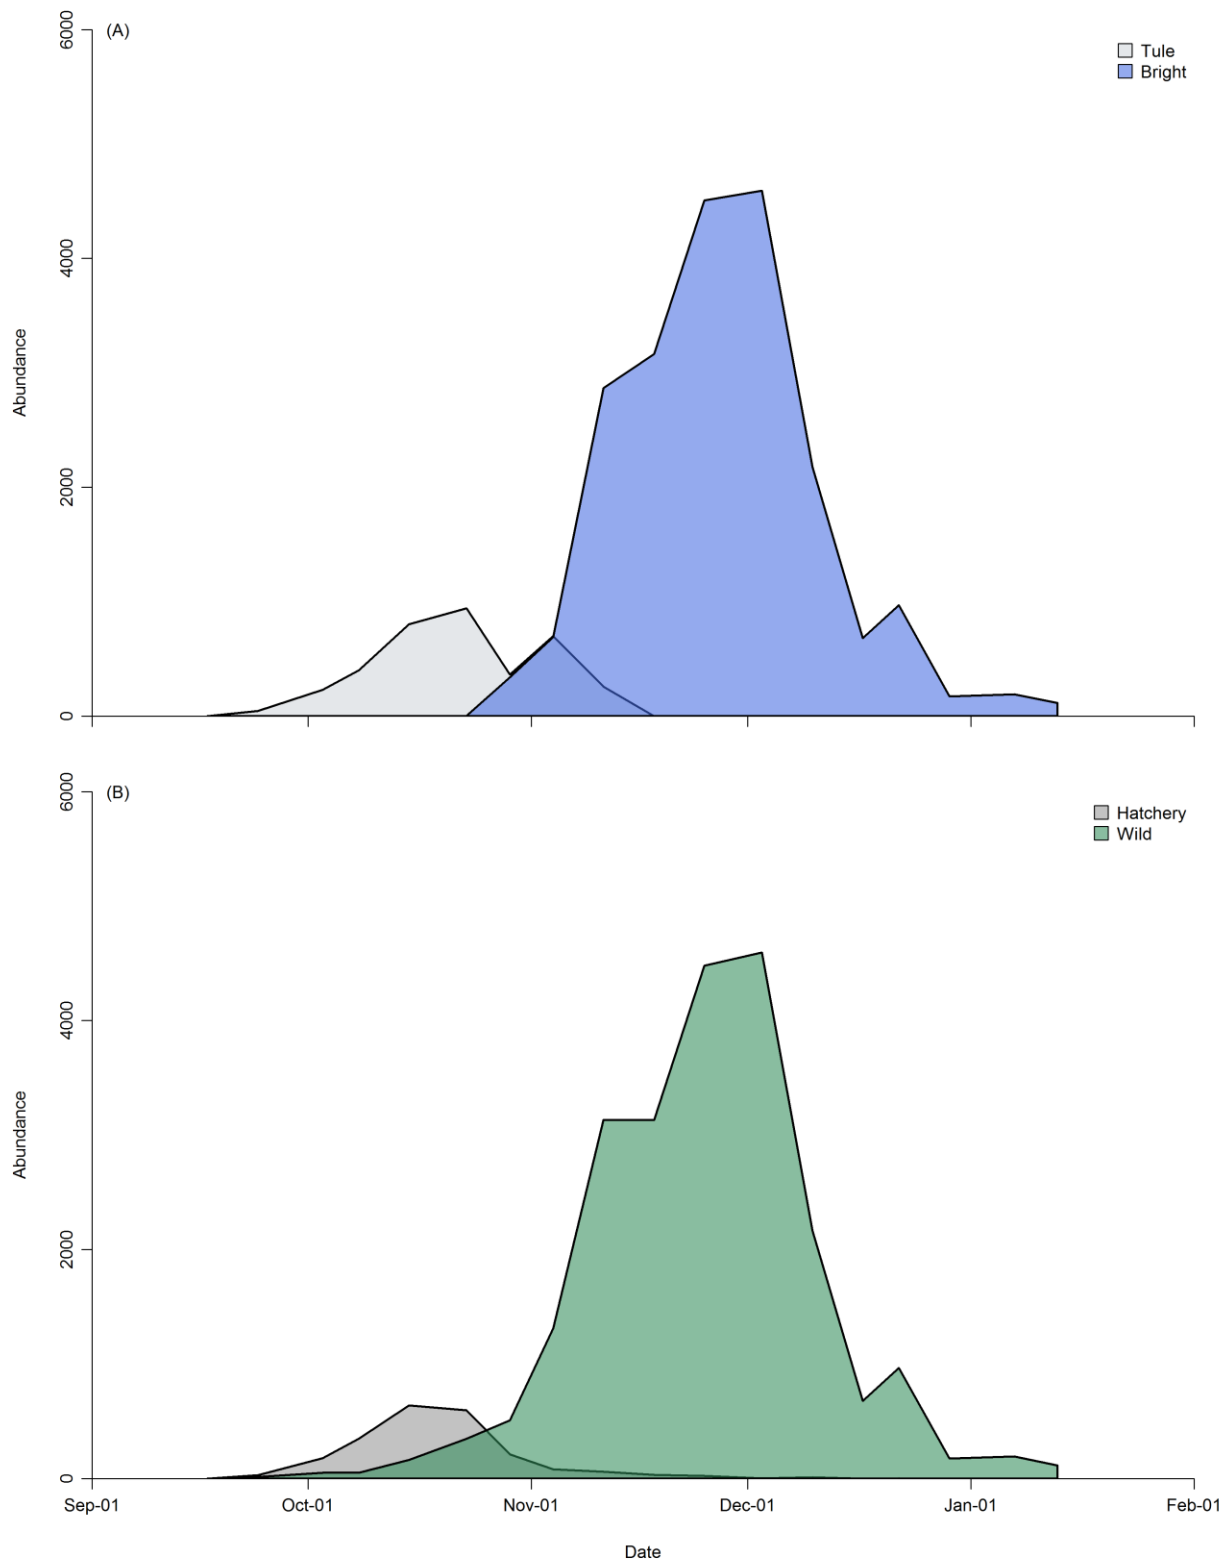 (A)
Tule
Bright
6000
4000
2000
0
Abundance
(B)
Hatchery
Wild
6000
4000
2000
0
Abundance
Sep-01 Oct-01 Nov-01 Dec-01 Jan-01 Feb-01
Date